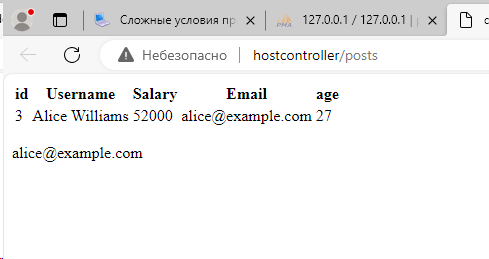 Сложные условия пр
127.0.0.1 / 127.0.0.1 |
Небезопасно
hostcontroller/posts
id Username Salary Email age
3 Alice Williams 52000 alice@example.com 27
alice@example.com